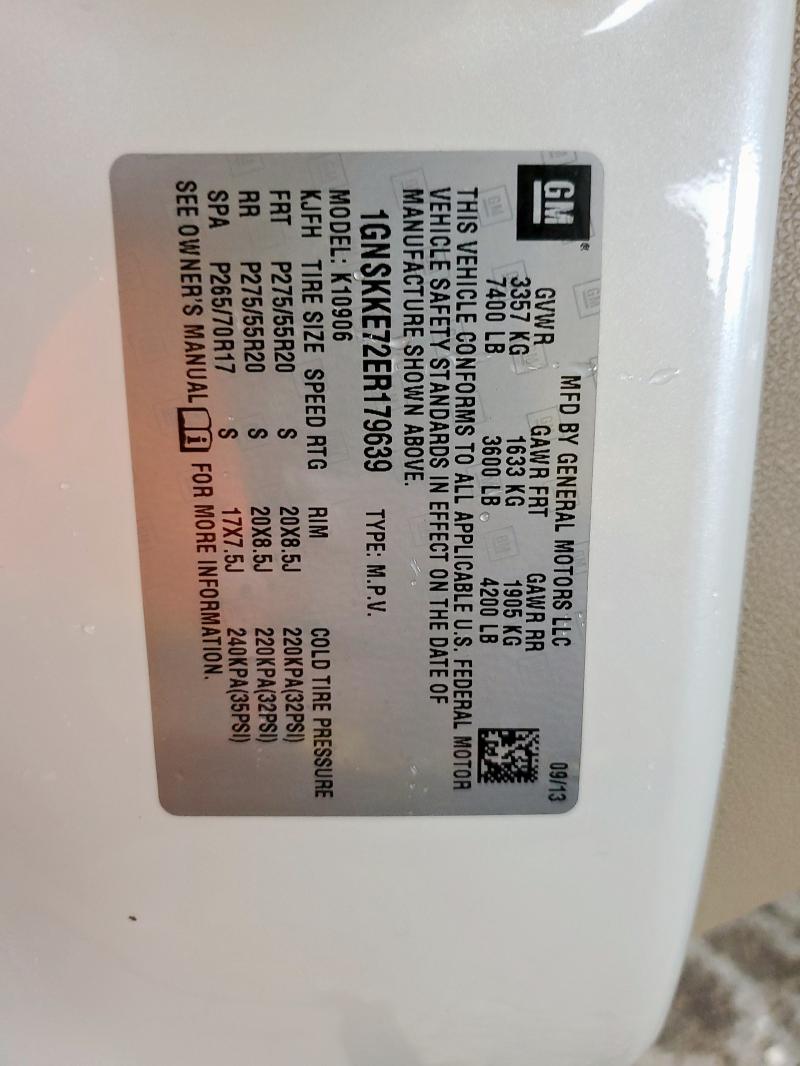 GM®
MFD BY GENERAL MOTORS LLC 09/13
GVWR GAWR FRT GAWR RR
3357 KG 1633 KG 1905 KG
7400 LB 3600 LB 4200 LB
THIS VEHICLE CONFORMS TO ALL APPLICABLE U.S. FEDERAL MOTOR
VEHICLE SAFETY STANDARDS IN EFFECT ON THE DATE OF
MANUFACTURE SHOWN ABOVE.
1GNSKKE72ER179639 TYPE: M.P.V.
MODEL: K10906
KJFH TIRE SIZE SPEED RTG RIM COLD TIRE PRESSURE
FRT P275/55R20 S 20X8.5J 220KPA(32PSI)
RR P275/55R20 S 20X8.5J 220KPA(32PSI)
SPA P265/70R17 S 17X7.5J 240KPA(35PSI)
SEE OWNER'S MANUAL FOR MORE INFORMATION.